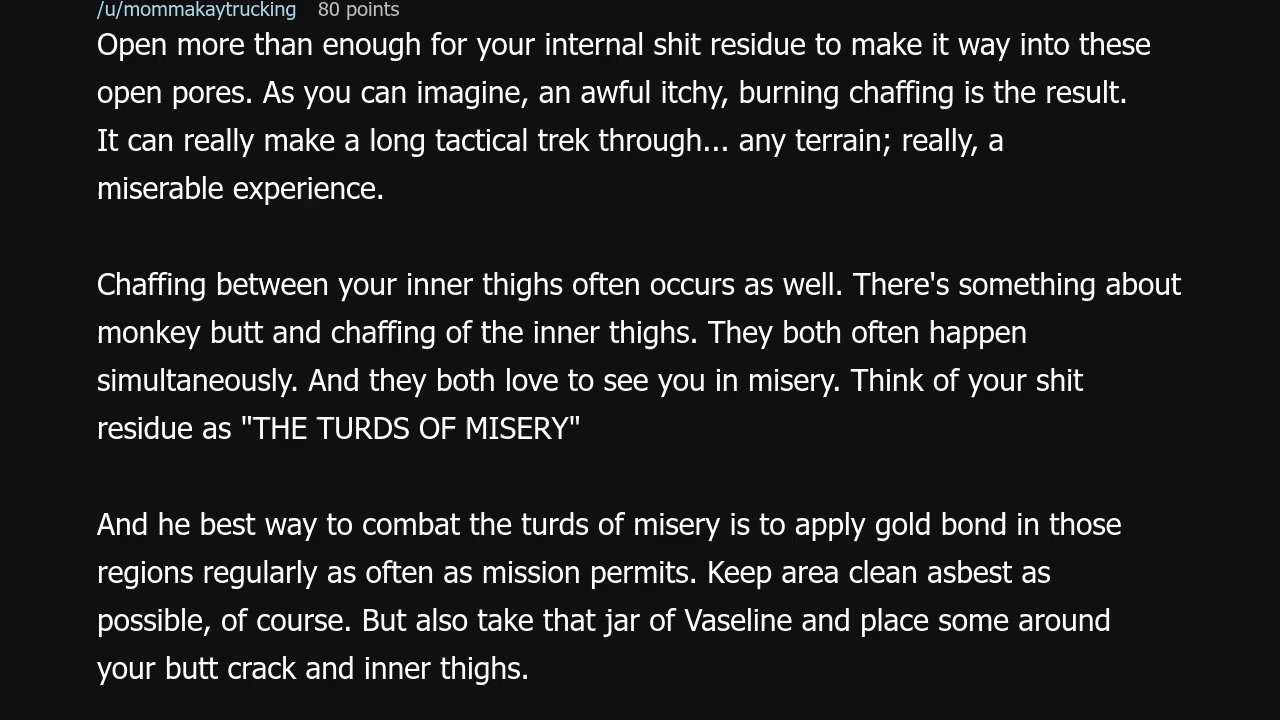 /u/mommakaytrucking 80 points
Open more than enough for your internal shit residue to make it way into these
open pores. As you can imagine, an awful itchy, burning chaffing is the result.
It can really make a long tactical trek through... any terrain; really, a
miserable experience.
Chaffing between your inner thighs often occurs as well. There's something about
monkey butt and chaffing of the inner thighs. They both often happen
simultaneously. And they both love to see you in misery. Think of your shit
residue as "THE TURDS OF MISERY"
And he best way to combat the turds of misery is to apply gold bond in those
regions regularly as often as mission permits. Keep area clean asbest as
possible, of course. But also take that jar of Vaseline and place some around
your butt crack and inner thighs.